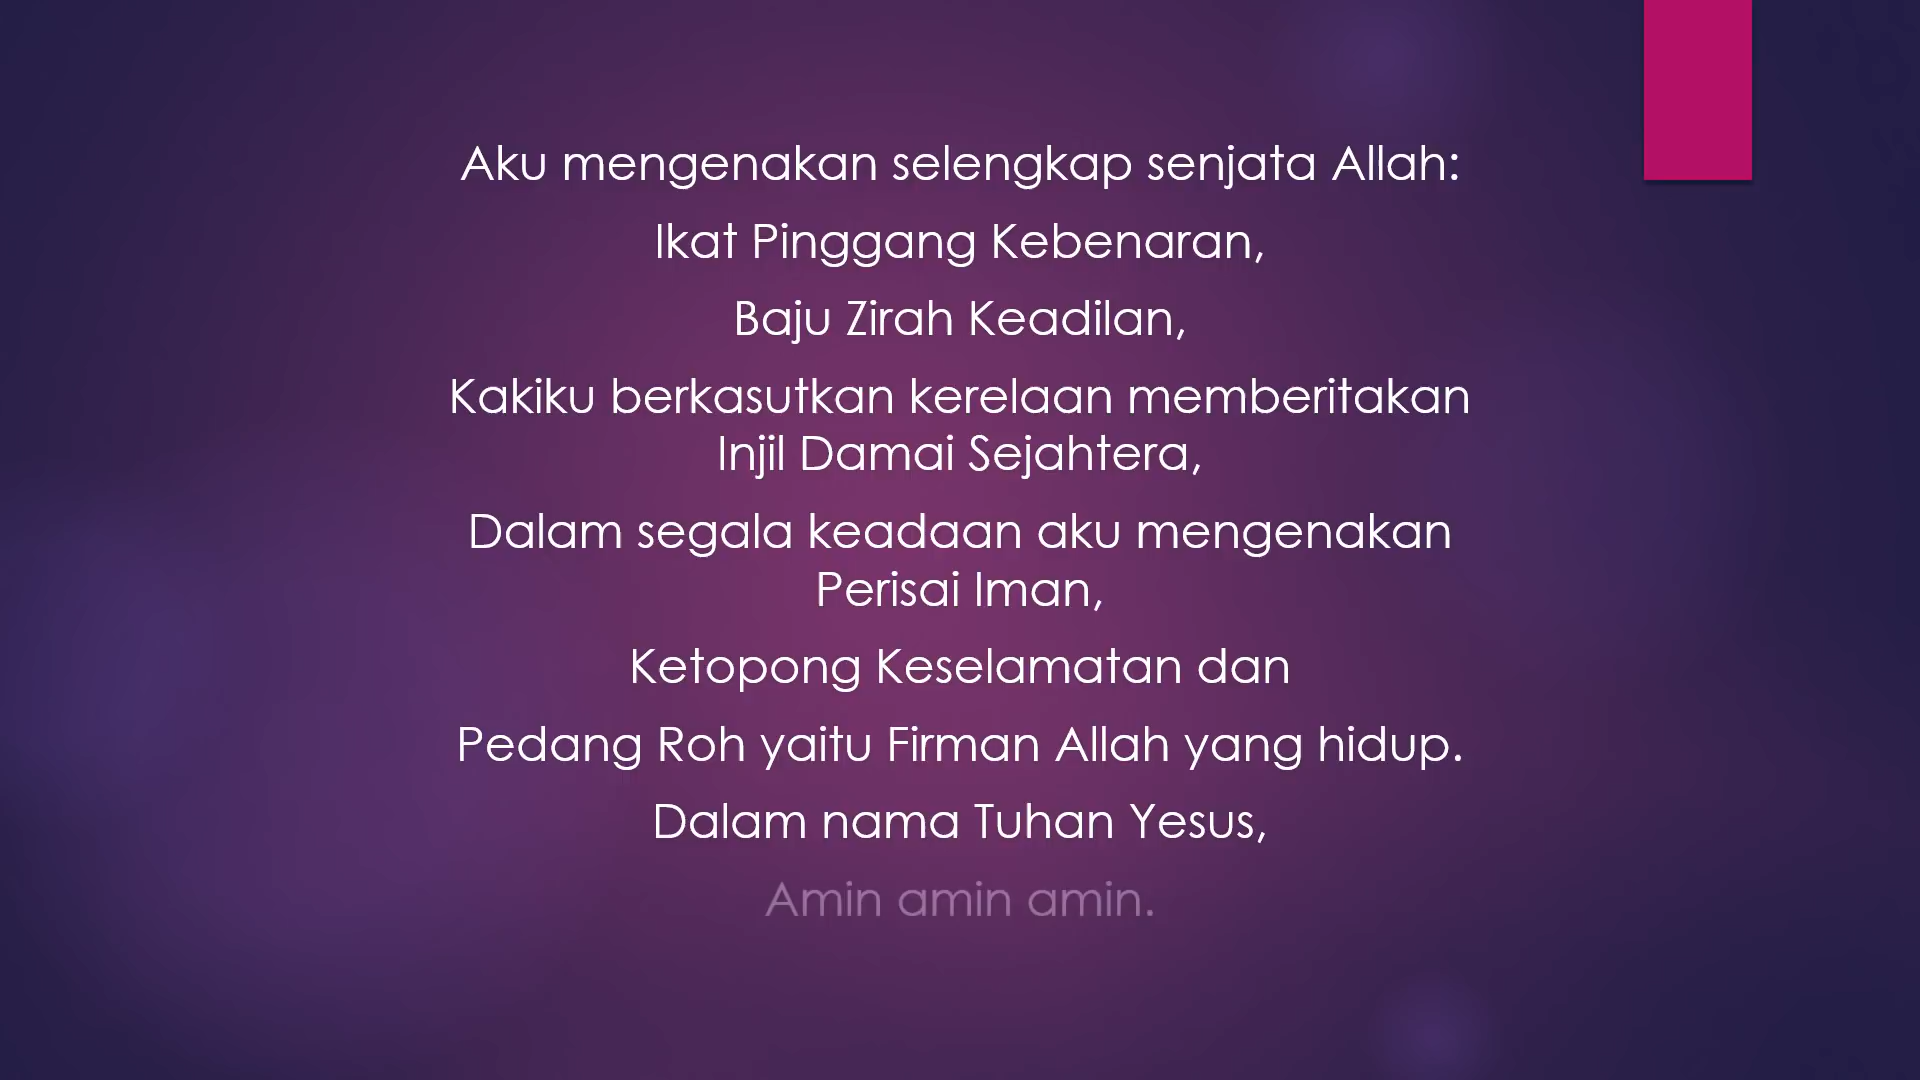 Aku mengenakan selengkap senjata Allah:
Ikat Pinggang Kebenaran,
Baju Zirah Keadilan,
Kakiku berkasutkan kerelaan memberitakan
Injil Damai Sejahtera,
Dalam segala keadaan aku mengenakan
Perisai Iman,
Ketopong Keselamatan dan
Pedang Roh yaitu Firman Allah yang hidup.
Dalam nama Tuhan Yesus,
Amin amin amin.